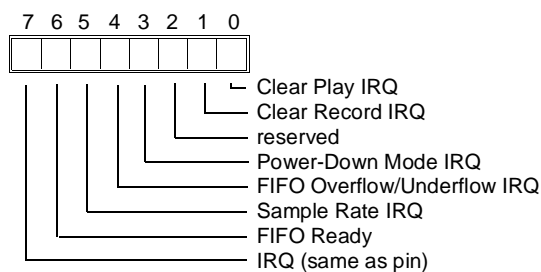 7 6 5 4 3 2 1 0
Clear Play IRQ
Clear Record IRQ
reserved
Power-Down Mode IRQ
FIFO Overflow/Underflow IRQ
Sample Rate IRQ
FIFO Ready
IRQ (same as pin)